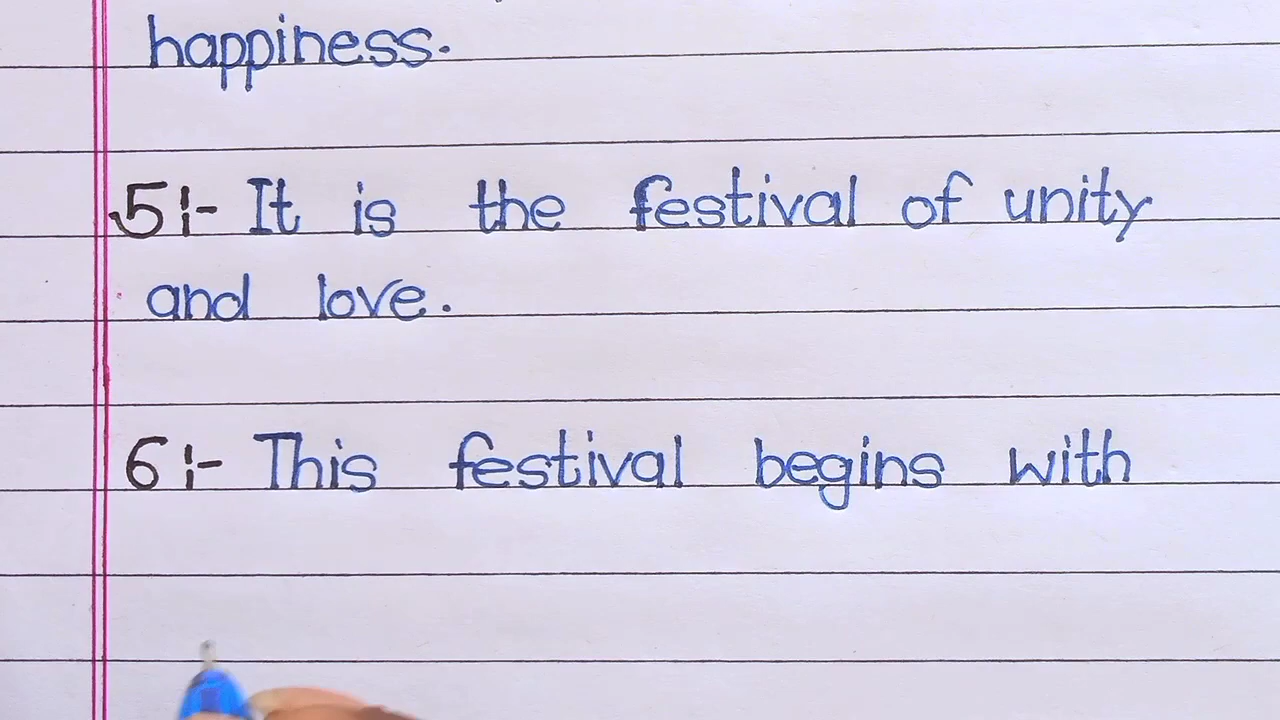 happiness.
5:- It is the festival of unity
and love.
6:- This festival begins with